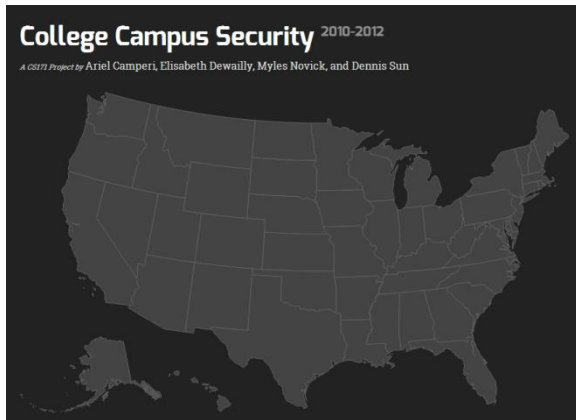 College Campus Security 2010-2012
A CS171 Project by Ariel Camperi, Elisabeth Dewailly, Myles Novick, and Dennis Sun